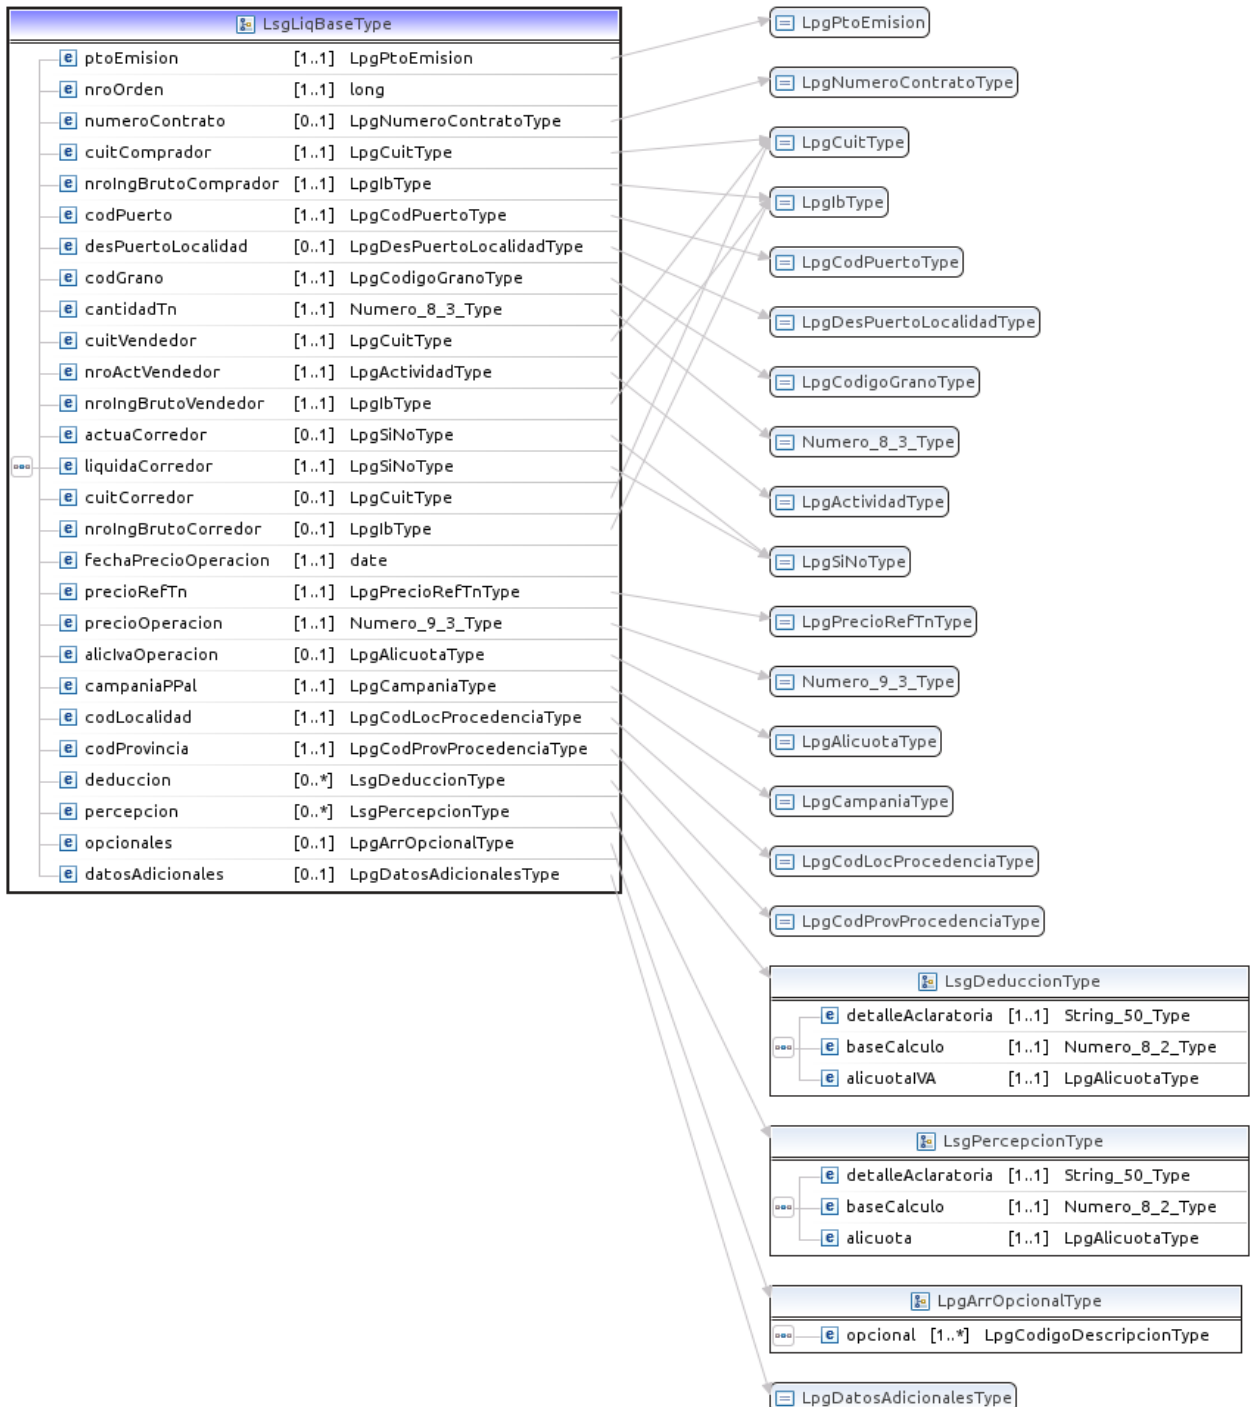 LsgLiqBaseType
ptoEmision [1..1] LpgPtoEmision
nroOrden [1..1] long
numeroContrato [0..1] LpgNumeroContratoType
cuitComprador [1..1] LpgCuitType
nroIngBrutoComprador [1..1] LpgIbType
codPuerto [1..1] LpgCodPuertoType
desPuertoLocalidad [0..1] LpgDesPuertoLocalidadType
codGrano [1..1] LpgCodigoGranoType
cantidadTn [1..1] Numero_8_3_Type
cuitVendedor [1..1] LpgCuitType
nroActVendedor [1..1] LpgActividadType
nroIngBrutoVendedor [1..1] LpgIbType
actuaCorredor [0..1] LpgSiNoType
liquidaCorredor [1..1] LpgSiNoType
cuitCorredor [0..1] LpgCuitType
nroIngBrutoCorredor [0..1] LpgIbType
fechaPrecioOperacion [1..1] date
precioRefTn [1..1] LpgPrecioRefTnType
precioOperacion [1..1] Numero_9_3_Type
alicIvaOperacion [0..1] LpgAlicuotaType
campaniaPPal [1..1] LpgCampaniaType
codLocalidad [1..1] LpgCodLocProcedenciaType
codProvincia [1..1] LpgCodProvProcedenciaType
deduccion [0..*] LsgDeduccionType
percepcion [0..*] LsgPercepcionType
opcionales [0..1] LpgArrOpcionalType
datosAdicionales [0..1] LpgDatosAdicionalesType
LpgPtoEmision
LpgNumeroContratoType
LpgCuitType
LpgIbType
LpgCodPuertoType
LpgDesPuertoLocalidadType
LpgCodigoGranoType
Numero_8_3_Type
LpgActividadType
LpgSiNoType
LpgPrecioRefTnType
Numero_9_3_Type
LpgAlicuotaType
LpgCampaniaType
LpgCodLocProcedenciaType
LpgCodProvProcedenciaType
LsgDeduccionType
detalleAclaratoria [1..1] String_50_Type
baseCalculo [1..1] Numero_8_2_Type
alicuotaIVA [1..1] LpgAlicuotaType
LsgPercepcionType
detalleAclaratoria [1..1] String_50_Type
baseCalculo [1..1] Numero_8_2_Type
alicuota [1..1] LpgAlicuotaType
LpgArrOpcionalType
opcional [1..*] LpgCodigoDescripcionType
LpgDatosAdicionalesType